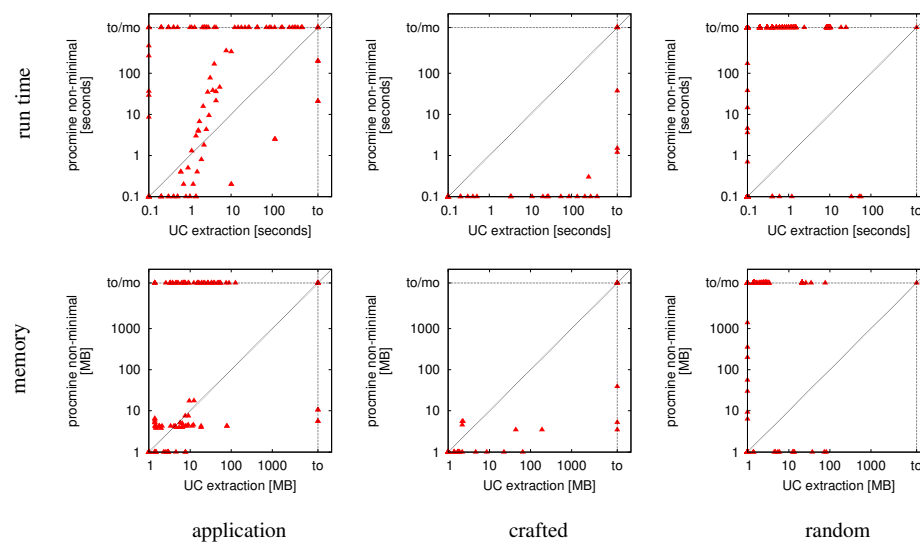 run time
procmine non-minimal
[seconds]
to/mo
100
10
1
0.1
0.1 1 10 100 to
UC extraction [seconds]
procmine non-minimal
[seconds]
to/mo
100
10
1
0.1
0.1 1 10 100 to
UC extraction [seconds]
procmine non-minimal
[seconds]
to/mo
100
10
1
0.1
0.1 1 10 100 to
UC extraction [seconds]
memory
procmine non-minimal
[MB]
to/mo
1000
100
10
1
1 10 100 1000 to
UC extraction [MB]
procmine non-minimal
[MB]
to/mo
1000
100
10
1
1 10 100 1000 to
UC extraction [MB]
procmine non-minimal
[MB]
to/mo
1000
100
10
1
1 10 100 1000 to
UC extraction [MB]
application crafted random